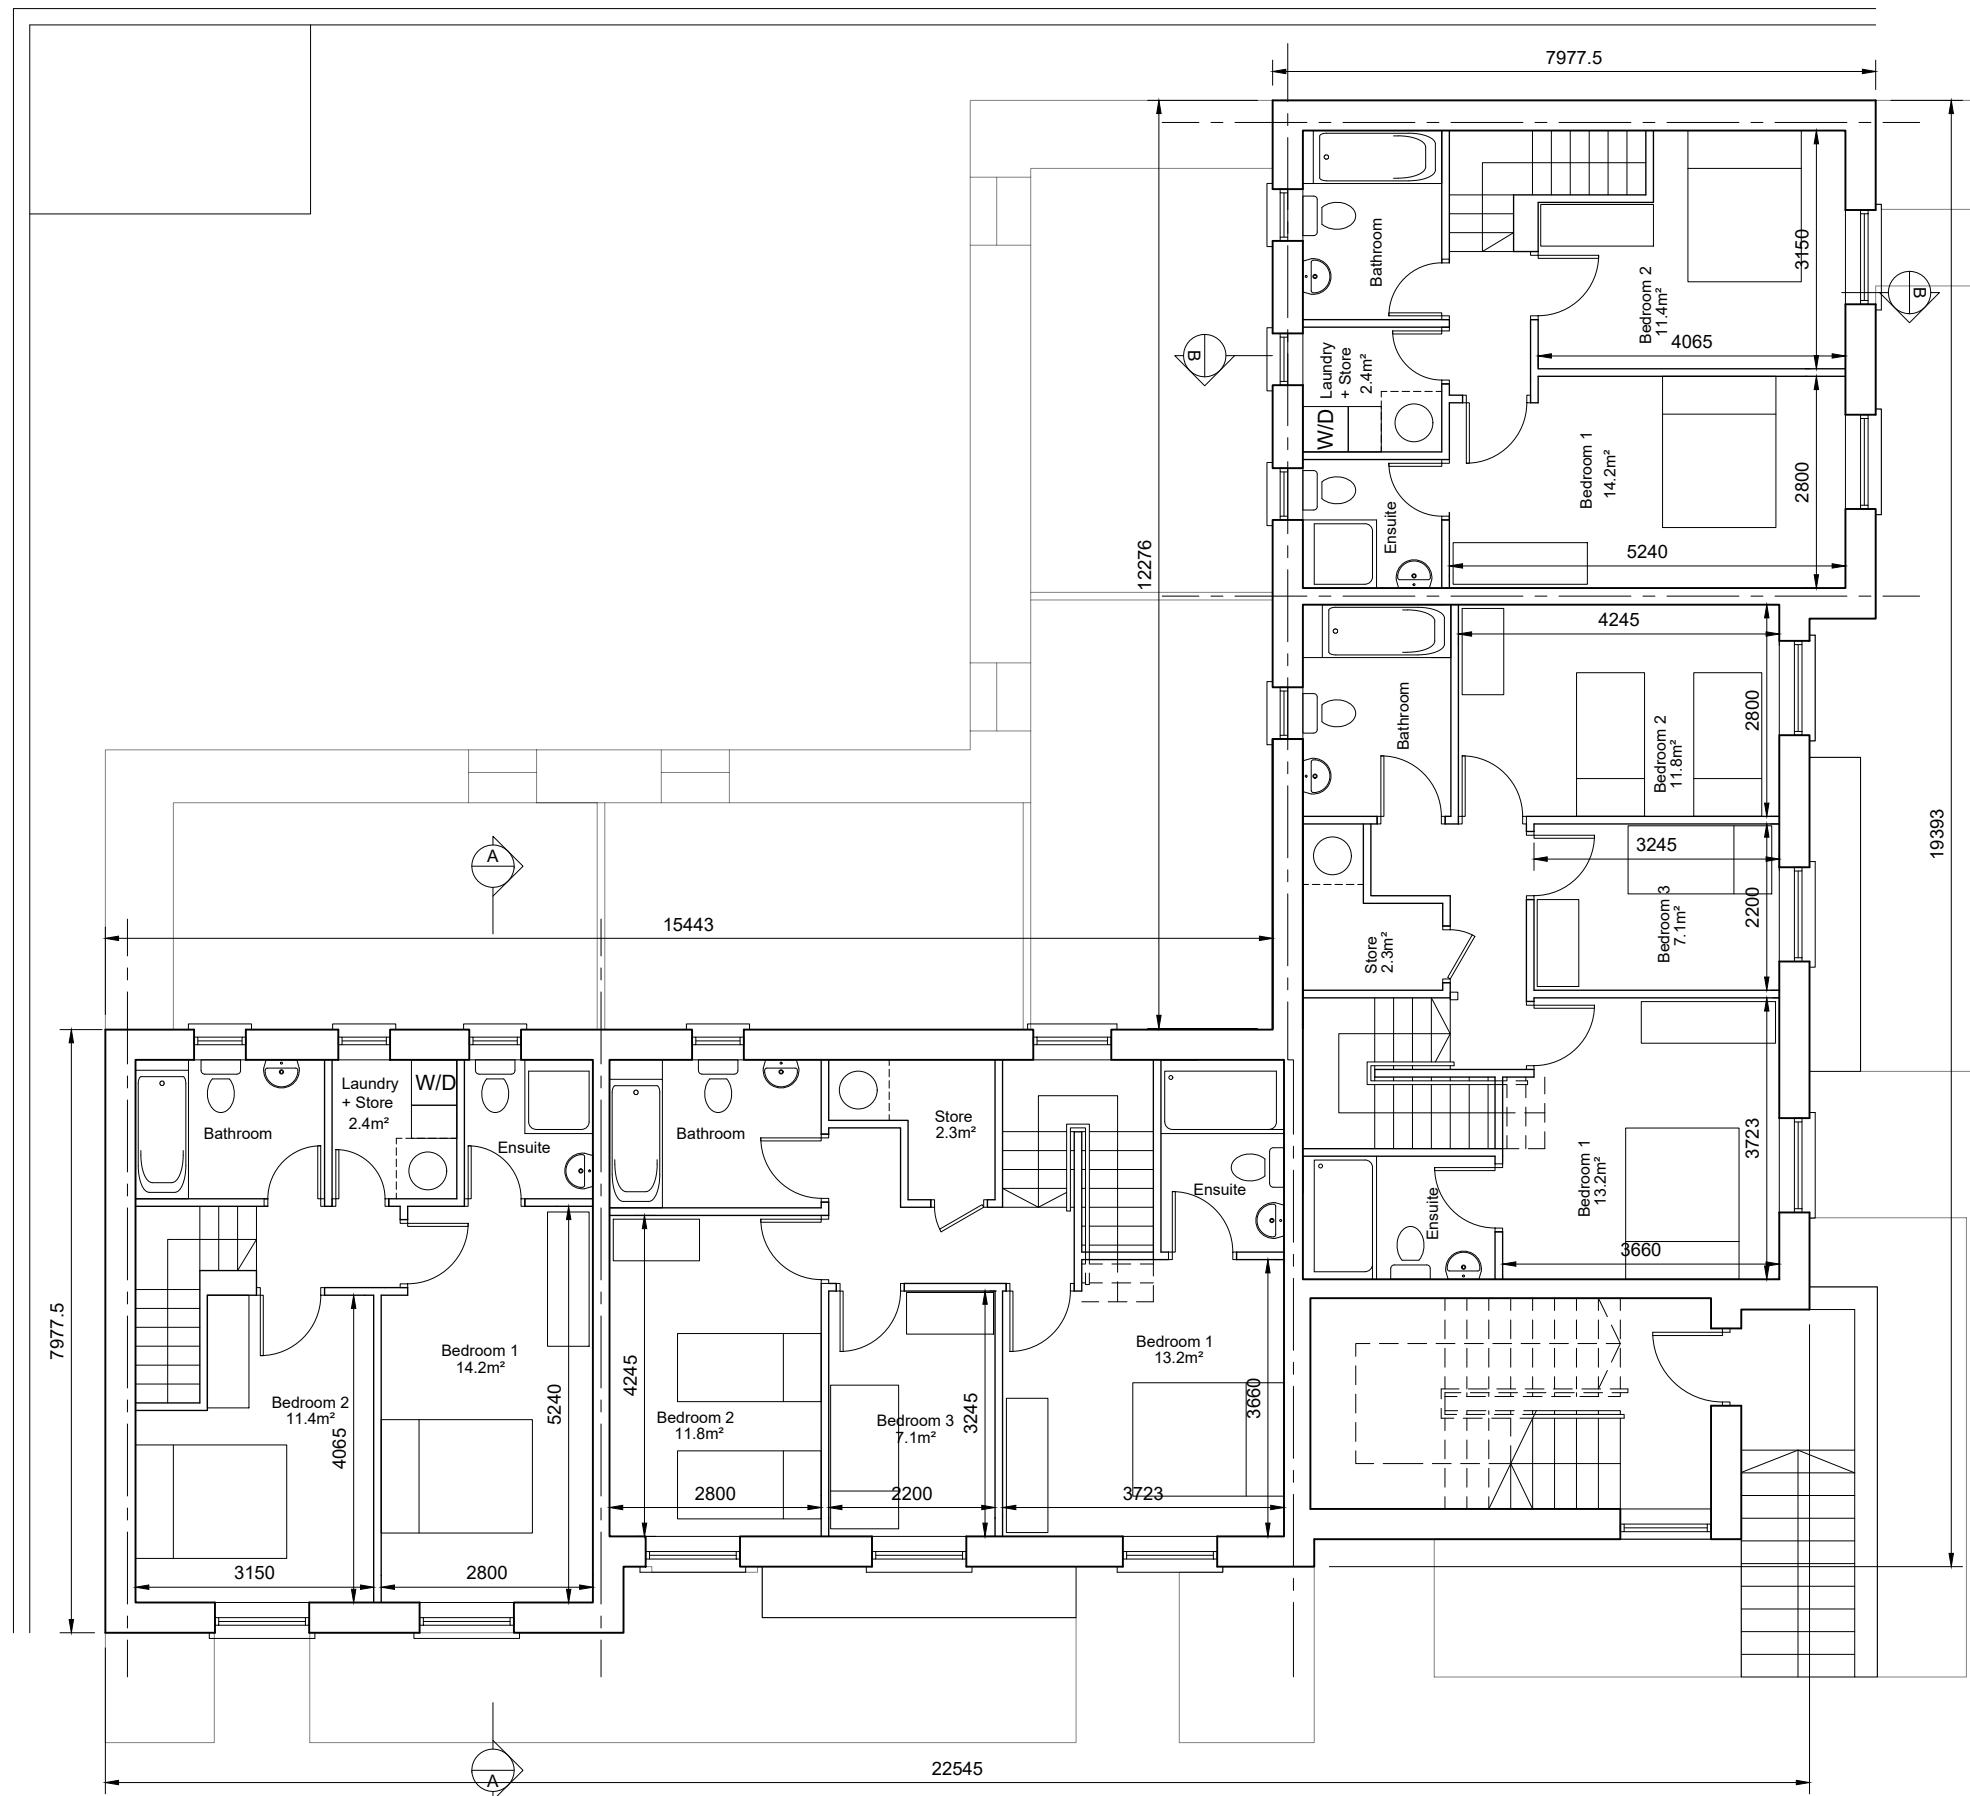 7977.5
Bathroom
Bedroom 2
11.4m²
3150
4065
B
B
Laundry
+ Store
2.4m²
W/D
Bedroom 1
14.2m²
2800
5240
Ensuite
12276
4245
Bathroom
Bedroom 2
11.8m²
2800
19393
3245
Bedroom 3
7.1m²
2200
Store
2.3m²
3723
Bedroom 1
13.2m²
Ensuite
3660
A
15443
Bathroom
Laundry
+ Store
2.4m²
W/D
Ensuite
Bathroom
Store
2.3m²
Ensuite
7977.5
Bedroom 1
14.2m²
5240
Bedroom 2
11.4m²
4065
3150
2800
4245
Bedroom 2
11.8m²
2800
Bedroom 3
7.1m²
3245
2200
Bedroom 1
13.2m²
3660
3723
A
22545